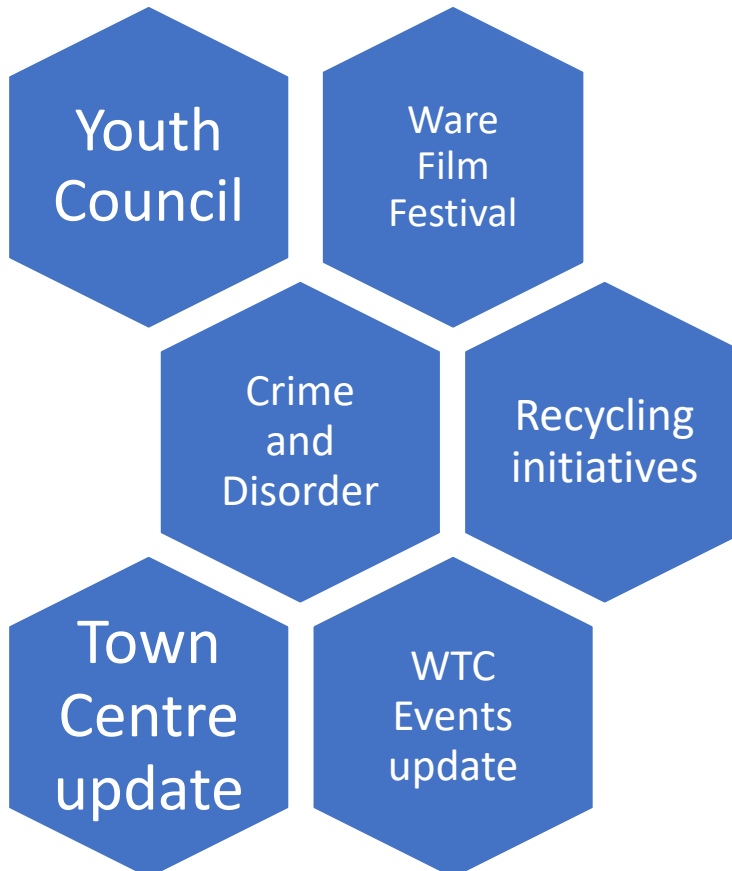 Youth
Council
Ware
Film
Festival
Crime
and
Disorder
Recycling
initiatives
Town
Centre
update
WTC
Events
update